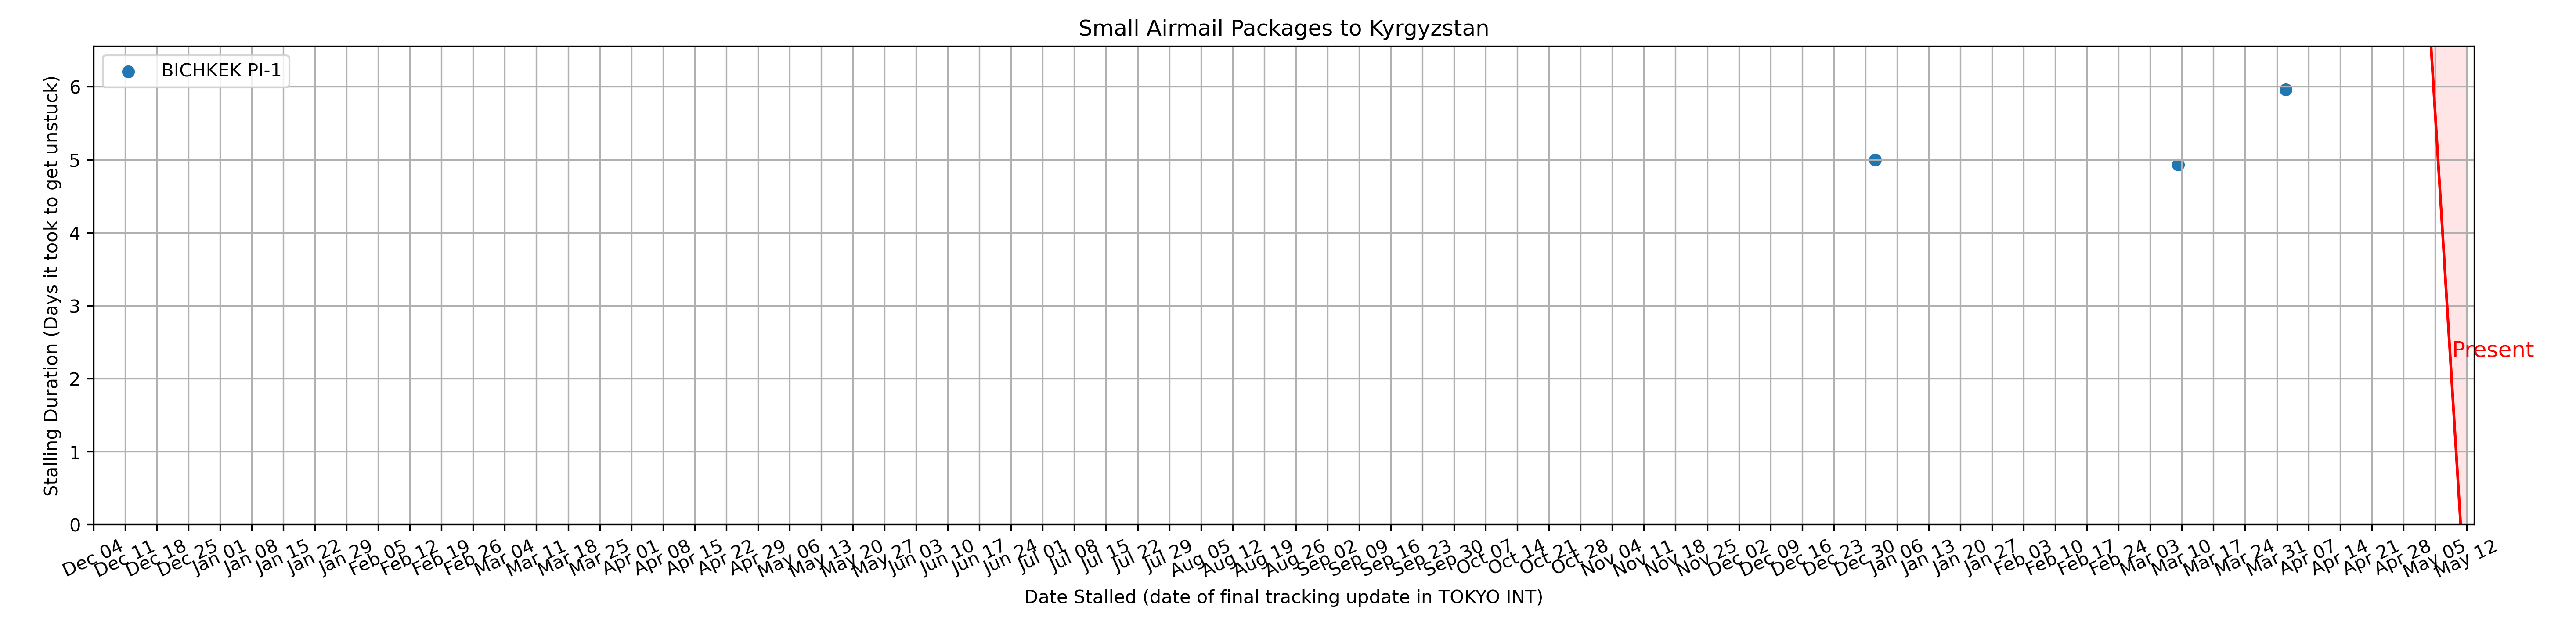 Small Airmail Packages to Kyrgyzstan
BICHKEK PI-1
Stalling Duration (Days it took to get unstuck)
6
5
4
3
2
1
0
Present
Dec 04 Dec 11 Dec 18 Dec 25 Jan 01 Jan 08 Jan 15 Jan 22 Jan 29 Feb 05 Feb 12 Feb 19 Feb 26 Mar 04 Mar 11 Mar 18 Mar 25 Apr 01 Apr 08 Apr 15 Apr 22 Apr 29 May 06 May 13 May 20 May 27 Jun 03 Jun 10 Jun 17 Jun 24 Jul 01 Jul 08 Jul 15 Jul 22 Jul 29 Aug 05 Aug 12 Aug 19 Aug 26 Sep 02 Sep 09 Sep 16 Sep 23 Sep 30 Oct 07 Oct 14 Oct 21 Oct 28 Nov 04 Nov 11 Nov 18 Nov 25 Dec 02 Dec 09 Dec 16 Dec 23 Dec 30 Jan 06 Jan 13 Jan 20 Jan 27 Feb 03 Feb 10 Feb 17 Feb 24 Mar 03 Mar 10 Mar 17 Mar 24 Mar 31 Apr 07 Apr 14 Apr 21 Apr 28 May 05 May 12
Date Stalled (date of final tracking update in TOKYO INT)